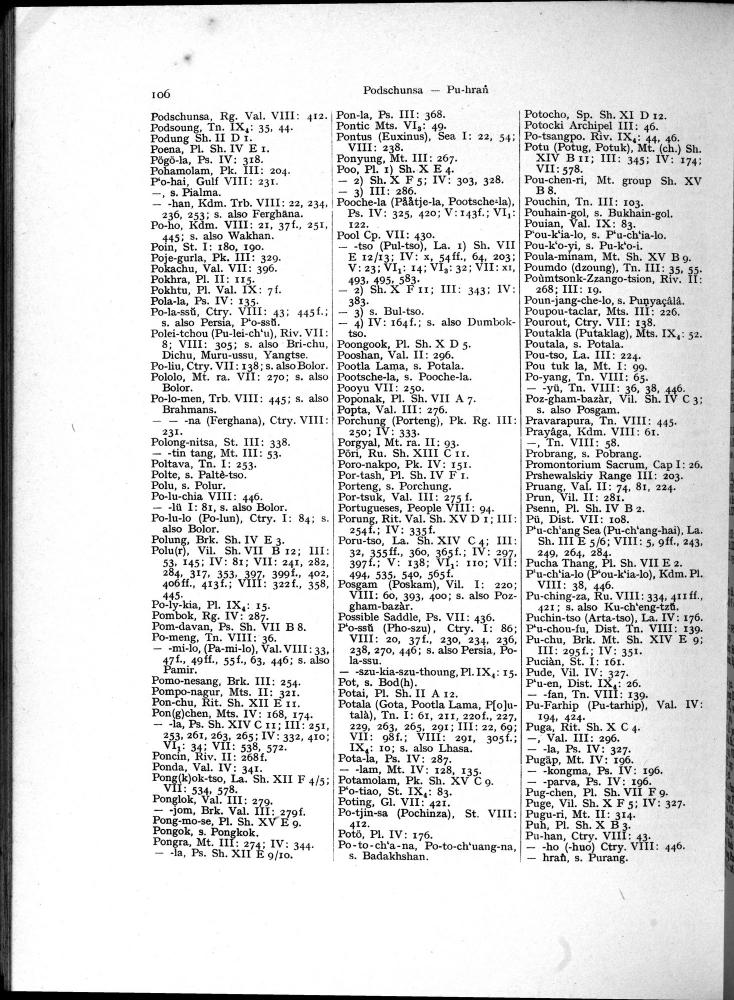 106
Podschunsa — Pu-hraṅ
Podschunsa, Rg. Val. VIII: 412.
Podsoung, Tn. IX₄: 35, 44.
Podung Sh. II D 1.
Poena, Pl. Sh. IV E 1.
Pögö-la, Ps. IV: 318.
Pohamolam, Pk. III: 204.
P'o-hai, Gulf VIII: 231.
—, s. Pialma.
— -han, Kdm. Trb. VIII: 22, 234,
236, 253; s. also Ferghāna.
Po-ho, Kdm. VIII: 21, 37f., 251,
445; s. also Wakhan.
Poin, St. I: 180, 190.
Poje-gurla, Pk. III: 329.
Pokachu, Val. VII: 396.
Pokhra, Pl. II: 115.
Pokhtu, Pl. Val. IX: 7f.
Pola-la, Ps. IV: 135.
Po-la-ssŭ, Ctry. VIII: 43; 445f.;
s. also Persia, P'o-ssŭ.
Polei-tchou (Pu-lei-ch'u), Riv. VII:
8; VIII: 305; s. also Bri-chu,
Dichu, Muru-ussu, Yangtse.
Po-liu, Ctry. VII: 138; s. also Bolor.
Pololo, Mt. ra. VII: 270; s. also
Bolor.
Po-lo-men, Trb. VIII: 445; s. also
Brahmans.
— — -na (Ferghana), Ctry. VIII:
231.
Polong-nitsa, St. III: 338.
— -tin tang, Mt. III: 53.
Poltava, Tn. I: 253.
Polte, s. Paltè-tso.
Polu, s. Polur.
Po-lu-chia VIII: 446.
— -lü I: 81, s. also Bolor.
Po-lu-lo (Po-lun), Ctry. I: 84; s.
also Bolor.
Polung, Brk. Sh. IV E 3.
Polu(r), Vil. Sh. VII B 12; III:
53, 145; IV: 81; VII: 241, 282,
284, 317, 353, 397, 399f., 402,
406ff., 413f.; VIII: 322f., 358,
445.
Po-ly-kia, Pl. IX₄: 15.
Pombok, Rg. IV: 287.
Pom-davan, Ps. Sh. VII B 8.
Po-meng, Tn. VIII: 36.
— -mi-lo, (Pa-mi-lo), Val. VIII: 33,
47f., 49ff., 55f., 63, 446; s. also
Pamir.
Pomo-nesang, Brk. III: 254.
Pompo-nagur, Mts. II: 321.
Pon-chu, Rit. Sh. XII E 11.
Pon(g)chen, Mts. IV: 168, 174.
— -la, Ps. Sh. XIV C 11; III: 251,
253, 261, 263, 265; IV: 332, 410;
VI₁: 34; VII: 538, 572.
Poncin, Riv. II: 268f.
Ponda, Val. IV: 341.
Pong(k)ok-tso, La. Sh. XII F 4/5;
VII: 534, 578.
Ponglok, Val. III: 279.
— -jom, Brk. Val. III: 279f.
Pong-mo-se, Pl. Sh. XV E 9.
Pongok, s. Pongkok.
Pongra, Mt. III: 274; IV: 344.
— -la, Ps. Sh. XII E 9/10.
Pon-la, Ps. III: 368.
Pontic Mts. VI₃: 49.
Pontus (Euxinus), Sea I: 22, 54;
VIII: 238.
Ponyung, Mt. III: 267.
Poo, Pl. 1) Sh. X E 4.
— 2) Sh. X F 5; IV: 303, 328.
— 3) III: 286.
Pooche-la (Påâtje-la, Pootsche-la),
Ps. IV: 325, 420; V: 143f.; VI₁:
122.
Pool Cp. VII: 430.
— -tso (Pul-tso), La. 1) Sh. VII
E 12/13; IV: x, 54ff., 64, 203;
V: 23; VI₁: 14; VI₂: 32; VII: XI,
493, 495, 583.
— 2) Sh. X F 11; III: 343; IV:
383.
— 3) s. Bul-tso.
— 4) IV: 164f.; s. also Dumbok-
tso.
Poongook, Pl. Sh. X D 5.
Pooshan, Val. II: 296.
Pootla Lama, s. Potala.
Pootsche-la, s. Pooche-la.
Pooyu VII: 250.
Poponak, Pl. Sh. VII A 7.
Popta, Val. III: 276.
Porchung (Porteng), Pk. Rg. III:
250; IV: 333.
Porgyal, Mt. ra. II: 93.
Pöri, Ru. Sh. XIII C 11.
Poro-nakpo, Pk. IV: 151.
Por-tash, Pl. Sh. IV F 1.
Porteng, s. Porchung.
Por-tsuk, Val. III: 275 f.
Portugueses, People VIII: 94.
Porung, Rit. Val. Sh. XV D 1; III:
254f.; IV: 335f.
Poru-tso, La. Sh. XIV C 4; III:
32, 355ff., 360, 365f.; IV: 297,
397f.; V: 138; VI₁: 110; VII:
494, 535, 540, 565f.
Posgam (Poskam), Vil. I: 220;
VIII: 60, 393, 400; s. also Poz-
gham-bazàr.
Possible Saddle, Ps. VII: 436.
P'o-ssŭ (Pho-szu), Ctry. I: 86;
VIII: 20, 37f., 230, 234, 236,
238, 270, 446; s. also Persia, Po-
la-ssu.
— -szu-kia-szu-thoung, Pl. IX₄: 15.
Pot, s. Bod(h).
Potai, Pl. Sh. II A 12.
Potala (Gota, Pootla Lama, P[o]u-
talà), Tn. I: 61, 211, 220f., 227,
229, 263, 265, 291; III: 22, 69;
VII: 98f.; VIII: 291, 305f.;
IX₄: 10; s. also Lhasa.
Pota-la, Ps. IV: 287.
— -lam, Mt. IV: 128, 135.
Potamolam, Pk. Sh. XV C 9.
P'o-tiao, St. IX₄: 83.
Poting, Gl. VII: 421.
Po-tjin-sa (Pochinza), St. VIII:
412.
Potö, Pl. IV: 176.
Po-to-ch'a-na, Po-to-ch'uang-na,
s. Badakhshan.
Potocho, Sp. Sh. XI D 12.
Potocki Archipel III: 46.
Po-tsangpo. Riv. IX₄: 44, 46.
Potu (Potug, Potuk), Mt. (ch.) Sh.
XIV B 11; III: 345; IV: 174;
VII: 578.
Pou-chen-ri, Mt. group Sh. XV
B 8.
Pouchin, Tn. III: 103.
Pouhain-gol, s. Bukhain-gol.
Pouian, Val. IX: 83.
P'ou-k'ia-lo, s. P'u-ch'ia-lo.
Pou-k'o-yi, s. Pu-k'o-i.
Poula-minam, Mt. Sh. XV B 9.
Poumdo (dzoung), Tn. III: 35, 55.
Poûmtsonk-Zzango-tsion, Riv. II:
268; III: 19.
Poun-jang-che-lo, s. Puṇyaçâlâ.
Poupou-taclar, Mts. III: 226.
Pourout, Ctry. VII: 138.
Poutakla (Putaklag), Mts. IX₄: 52.
Poutala, s. Potala.
Pou-tso, La. III: 224.
Pou tuk la, Mt. I: 99.
Po-yang, Tn. VIII: 65.
— -yü, Tn. VIII: 36, 38, 446.
Poz-gham-bazàr, Vil. Sh. IV C 3;
s. also Posgam.
Pravarapura, Tn. VIII: 445.
Prayâga, Kdm. VIII: 61.
—, Tn. VIII: 58.
Probrang, s. Pobrang.
Promontorium Sacrum, Cap I: 26.
Prshewalskiy Range III: 203.
Pruang, Val. II: 74, 81, 224.
Prun, Vil. II: 281.
Psenn, Pl. Sh. IV B 2.
Pü, Dist. VII: 108.
P'u-ch'ang Sea (Pu-ch'ang-hai), La.
Sh. III E 5/6; VIII: 5, 9ff., 243,
249, 264, 284.
Pucha Thang, Pl. Sh. VII E 2.
P'u-ch'ia-lo (P'ou-k'ia-lo), Kdm. Pl.
VIII: 38, 446.
Pu-ching-za, Ru. VIII: 334, 411 ff.,
421; s. also Ku-ch'eng-tzŭ.
Puchin-tso (Arta-tso), La. IV: 176.
P'u-chou-fu, Dist. Tn. VIII: 139.
Pu-chu, Brk. Mt. Sh. XIV E 9;
III: 295f.; IV: 351.
Puciàn, St. I: 161.
Pude, Vil. IV: 327.
P'u-en, Dist. IX₄: 26.
— -fan, Tn. VIII: 139.
Pu-Farhip (Pu-tarhip), Val. IV:
194, 424.
Puga, Rit. Sh. X C 4.
—, Val. III: 296.
— -la, Ps. IV: 327.
Pugäp, Mt. IV: 196.
— -kongma, Ps. IV: 196.
— -parva, Ps. IV: 196.
Pug-chen, Pl. Sh. VII F 9.
Puge, Vil. Sh. X F 5; IV: 327.
Pugu-ri, Mt. II: 314.
Puh, Pl. Sh. X B 3.
Pu-han, Ctry. VIII: 43.
— -ho (-huo) Ctry. VIII: 446.
— hraṅ, s. Purang.